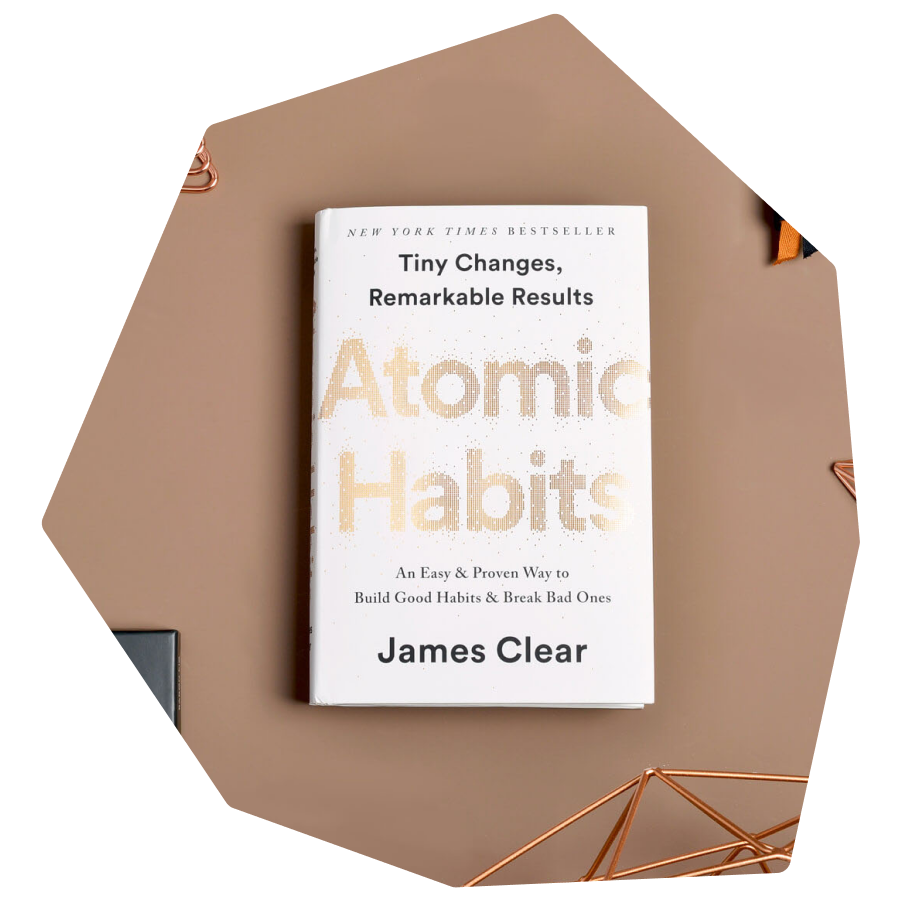 NEW YORK TIMES BESTSELLER
Tiny Changes,
Remarkable Results
Atomic
Habits
An Easy & Proven Way to
Build Good Habits & Break Bad Ones
James Clear